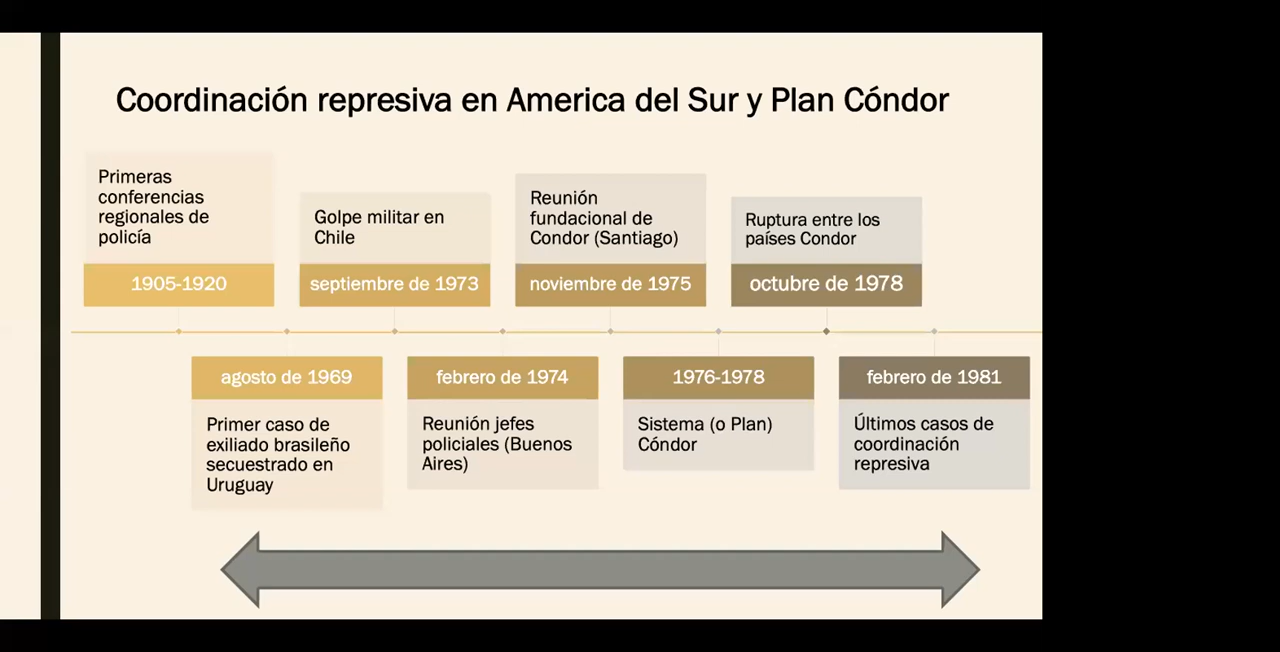 Coordinación represiva en America del Sur y Plan Cóndor
Primeras
conferencias
regionales de
policía
1905-1920
Golpe militar en
Chile
septiembre de 1973
Reunión
fundacional de
Condor (Santiago)
noviembre de 1975
Ruptura entre los
países Condor
octubre de 1978
agosto de 1969
Primer caso de
exiliado brasileño
secuestrado en
Uruguay
febrero de 1974
Reunión jefes
policiales (Buenos
Aires)
1976-1978
Sistema (o Plan)
Cóndor
febrero de 1981
Últimos casos de
coordinación
represiva